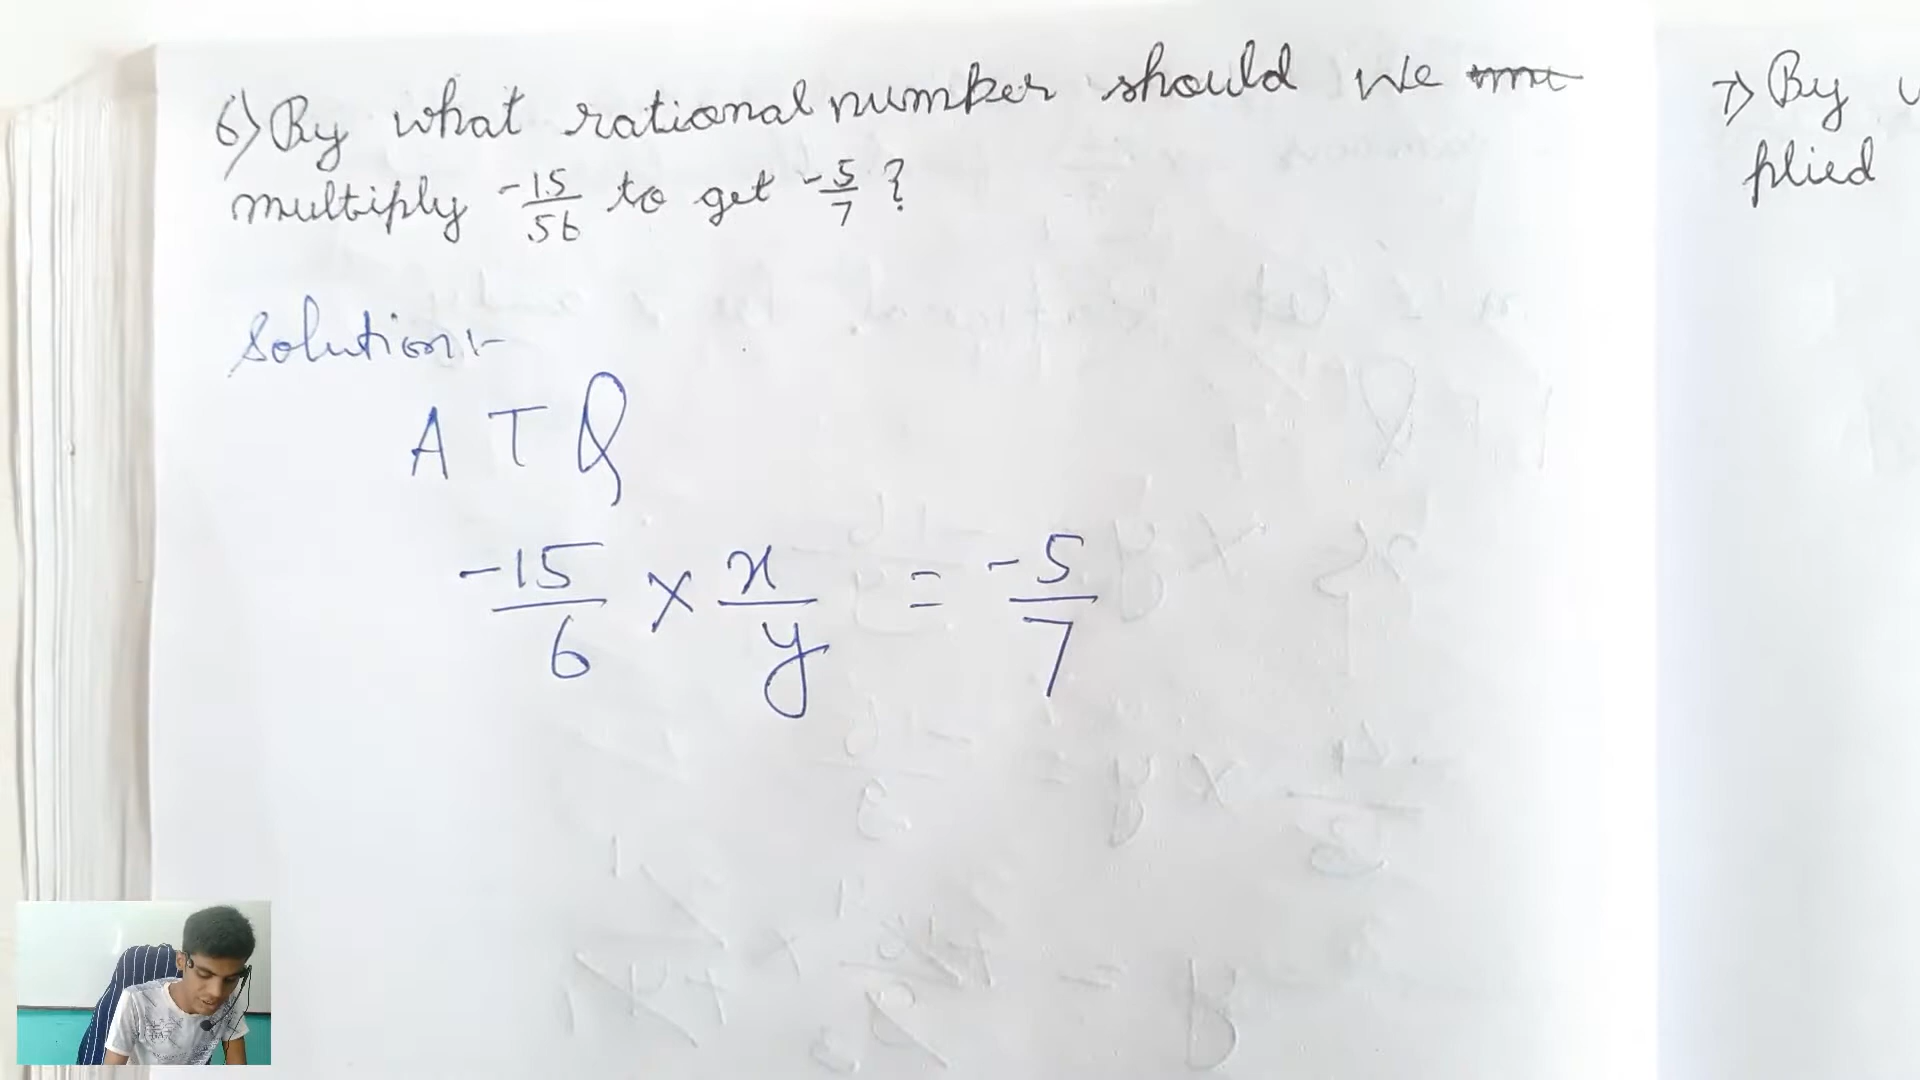 6) By what rational number should we
multiply -15/56 to get -5/7 ?
Solution:-
A T Q
-15/6 × x/y = -5/7
7) By
plied